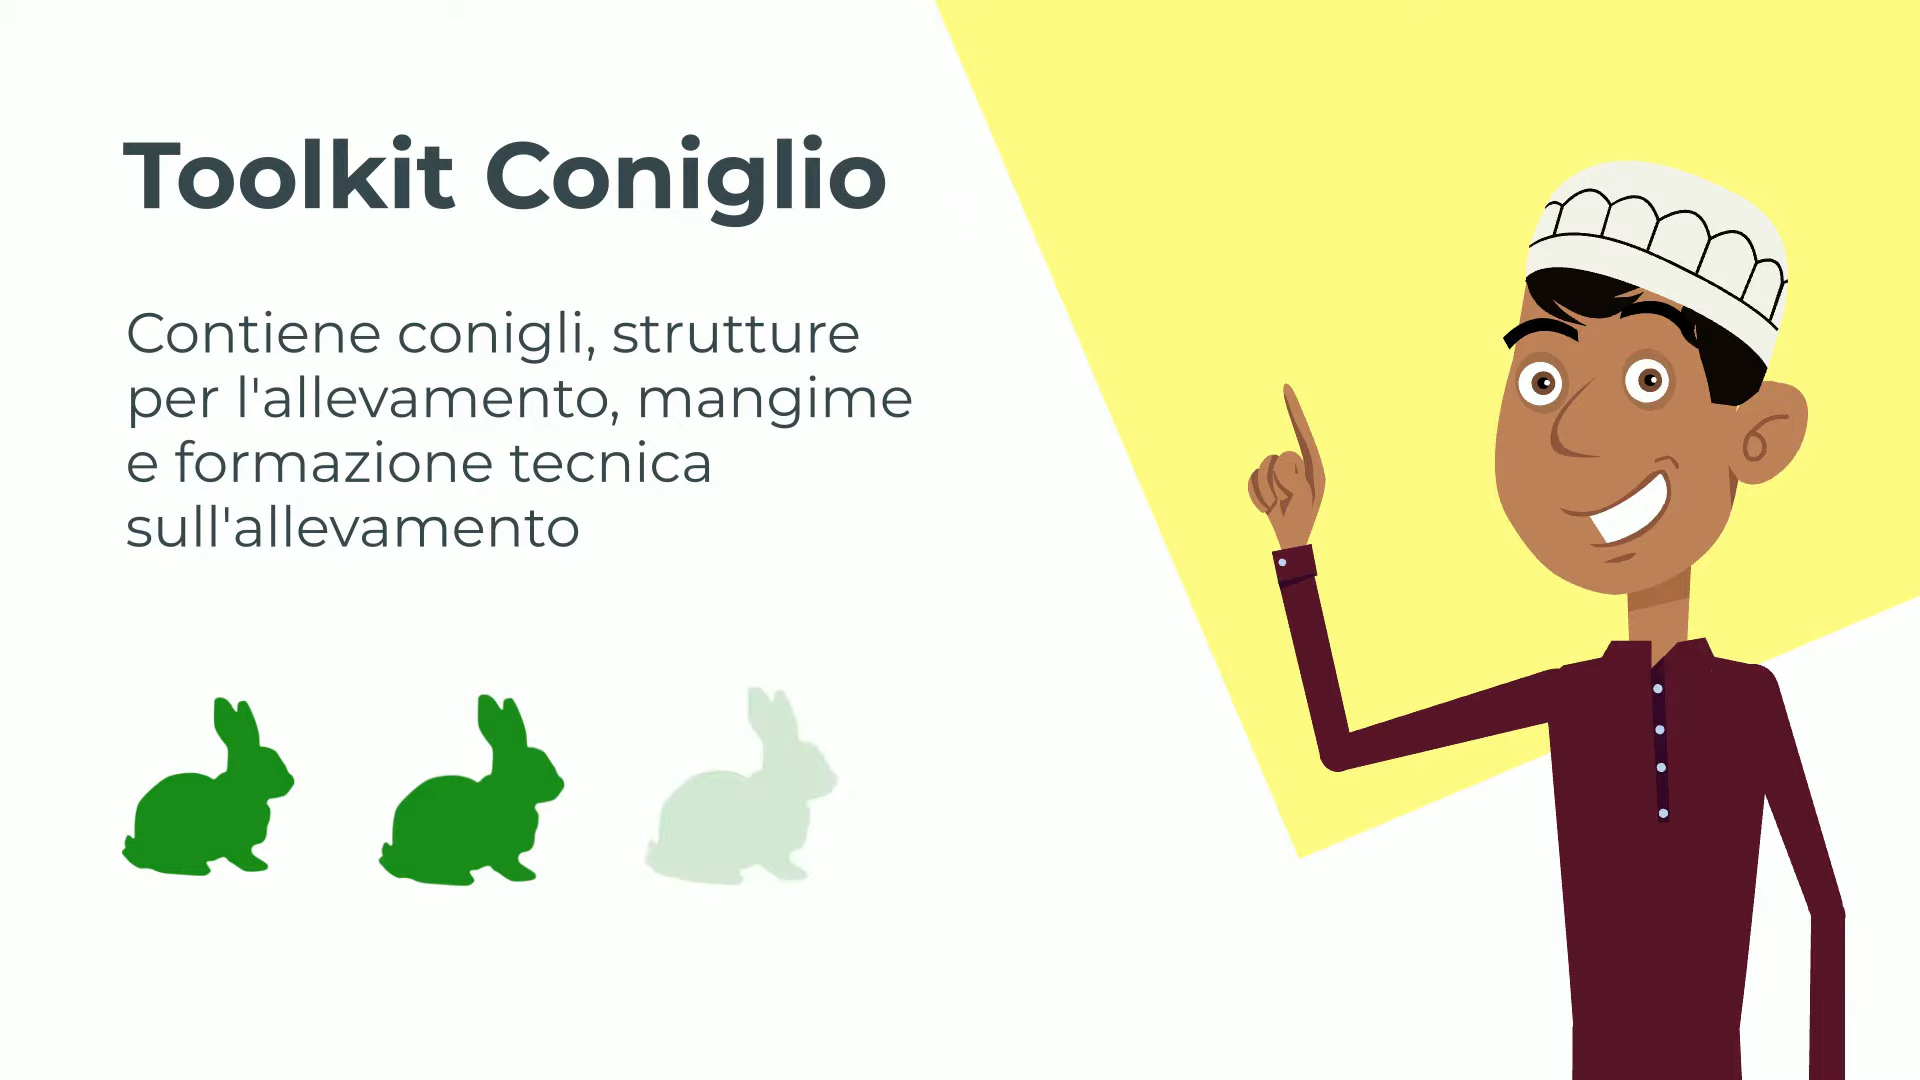 Toolkit Coniglio
Contiene conigli, strutture
per l'allevamento, mangime
e formazione tecnica
sull'allevamento